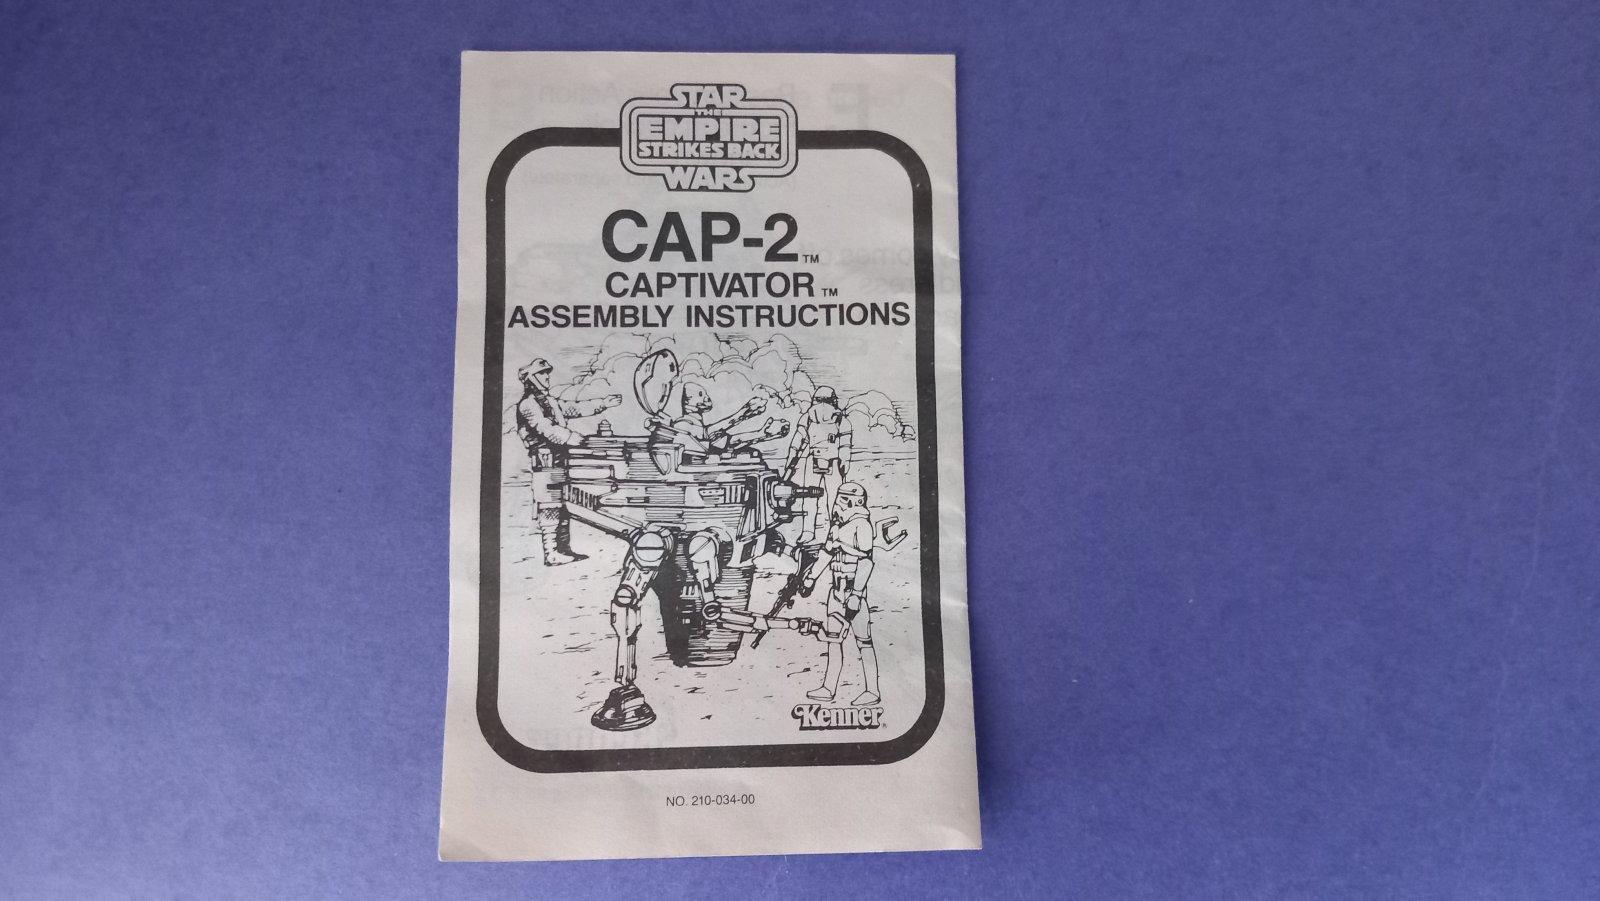 STAR
THE
EMPIRE
STRIKES BACK
WARS
CAP-2™
CAPTIVATOR™
ASSEMBLY INSTRUCTIONS
Kenner®
NO. 210-034-00